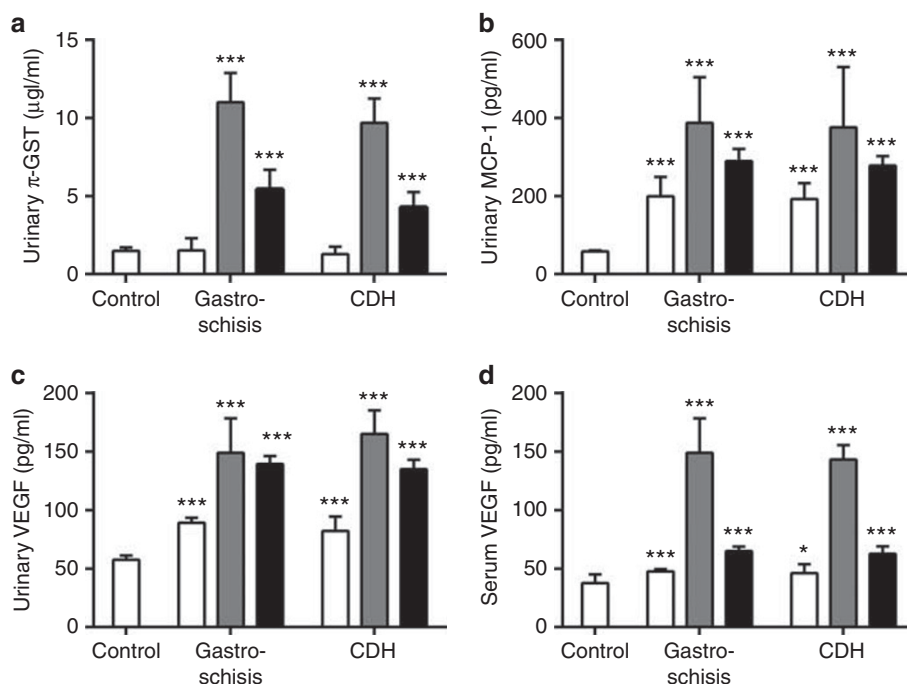 a
15
10
5
0
Urinary π-GST (μgl/ml)
***
***
***
***
Control
Gastro-
schisis
CDH
b
600
400
200
0
Urinary MCP-1
(pg/ml)
***
***
***
***
***
***
Control
Gastro-
schisis
CDH
c
200
150
100
50
0
Urinary VEGF
(pg/ml)
***
***
***
***
***
***
Control
Gastro-
schisis
CDH
d
200
150
100
50
0
Serum VEGF (pg/ml)
***
***
***
*
***
***
Control
Gastro-
schisis
CDH